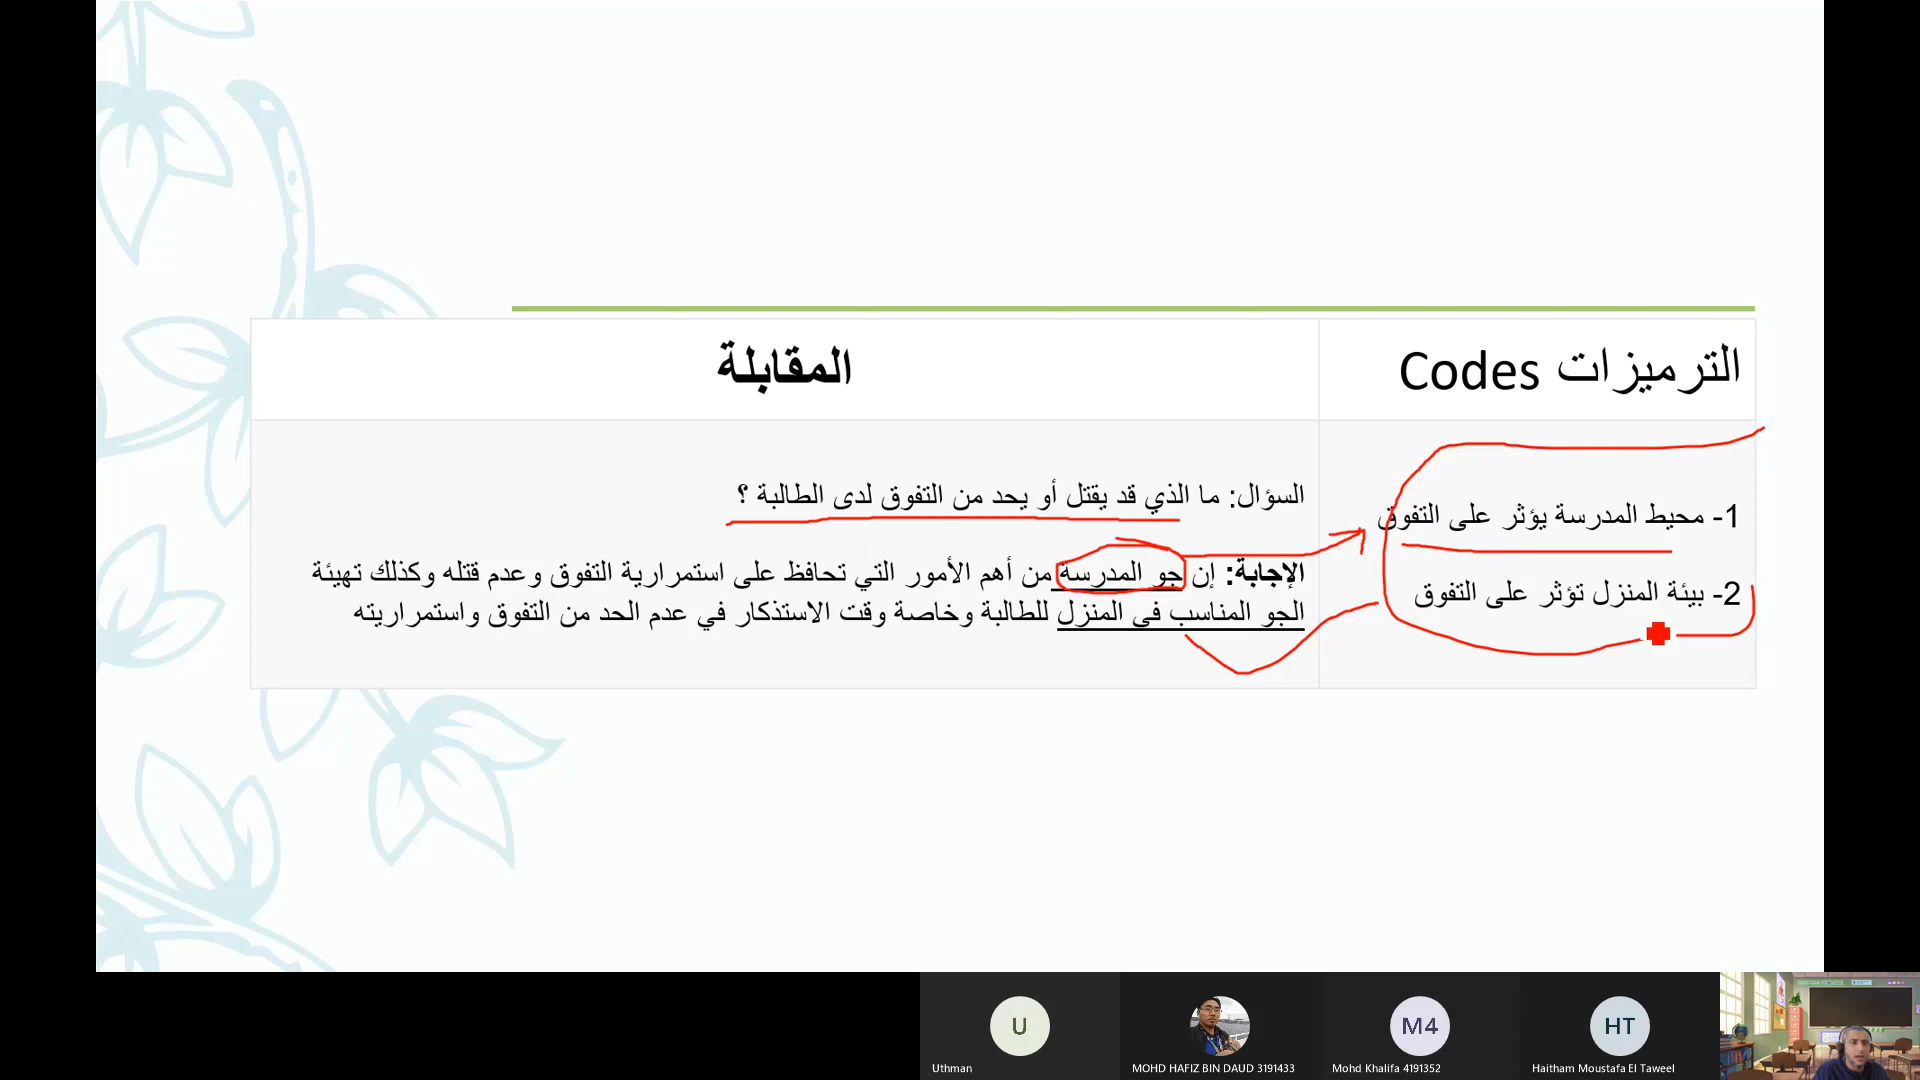 الترميزات Codes
المقابلة
1- محيط المدرسة يؤثر على التفوق
2- بيئة المنزل تؤثر على التفوق
السؤال: ما الذي قد يقتل أو يحد من التفوق لدى الطالبة ؟
الإجابة: إن جو المدرسة من أهم الأمور التي تحافظ على استمرارية التفوق وعدم قتله وكذلك تهيئة
الجو المناسب في المنزل للطالبة وخاصة وقت الاستذكار في عدم الحد من التفوق واستمراريته
U
M4
HT
Uthman
MOHD HAFIZ BIN DAUD 3191433
Mohd Khalifa 4191352
Haitham Moustafa El Taweel